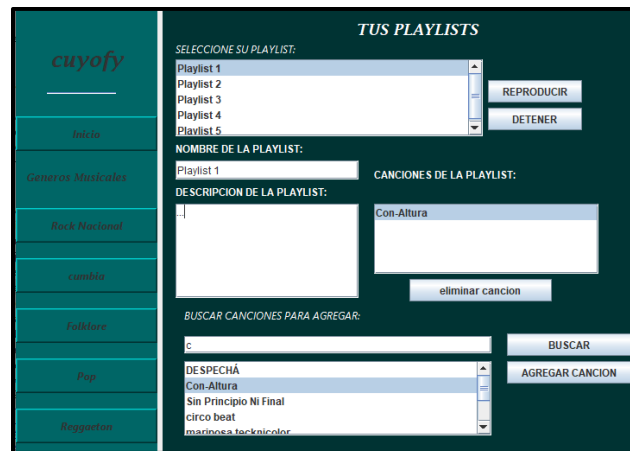 cuyofy
Inicio
Generos Musicales
Rock Nacional
cumbia
Folklore
Pop
Reggaeton
TUS PLAYLISTS
SELECCIONE SU PLAYLIST:
Playlist 1
Playlist 2
Playlist 3
Playlist 4
Playlist 5
REPRODUCIR
DETENER
NOMBRE DE LA PLAYLIST:
Playlist 1
DESCRIPCION DE LA PLAYLIST:
...
CANCIONES DE LA PLAYLIST:
Con-Altura
eliminar cancion
BUSCAR CANCIONES PARA AGREGAR:
c
BUSCAR
DESPECHÁ
Con-Altura
Sin Principio Ni Final
circo beat
mariposa tecknicolor
AGREGAR CANCION